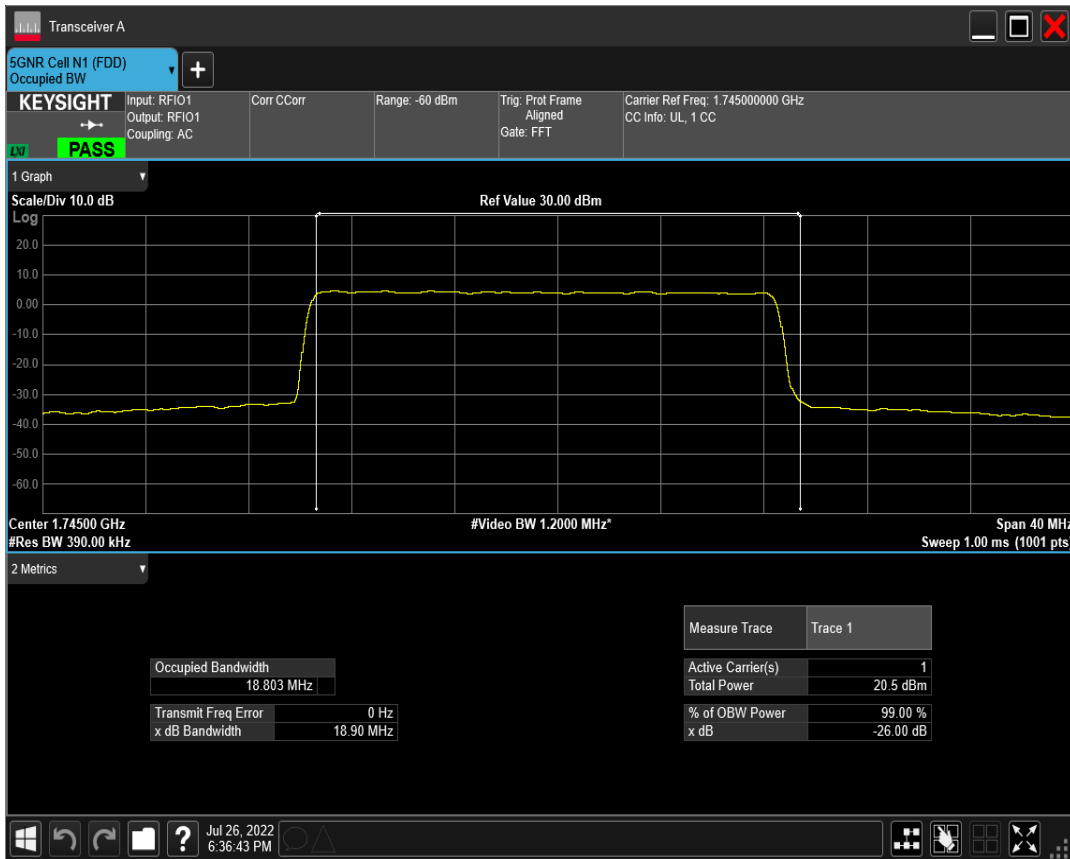 Transceiver A
5GNR Cell N1 (FDD)
Occupied BW
+
KEYSIGHT
LXI
PASS
Input: RFIO1
Output: RFIO1
Coupling: AC
Corr CCorr
Range: -60 dBm
Trig: Prot Frame
Aligned
Gate: FFT
Carrier Ref Freq: 1.745000000 GHz
CC Info: UL, 1 CC
1 Graph
Scale/Div 10.0 dB
Ref Value 30.00 dBm
Log
20.0
10.0
0.00
-10.0
-20.0
-30.0
-40.0
-50.0
-60.0
Center 1.74500 GHz
#Video BW 1.2000 MHz*
Span 40 MHz
#Res BW 390.00 kHz
Sweep 1.00 ms (1001 pts)
2 Metrics
Measure Trace Trace 1
Occupied Bandwidth
18.803 MHz
Active Carrier(s) 1
Total Power 20.5 dBm
Transmit Freq Error 0 Hz
x dB Bandwidth 18.90 MHz
% of OBW Power 99.00 %
x dB -26.00 dB
?
Jul 26, 2022
6:36:43 PM